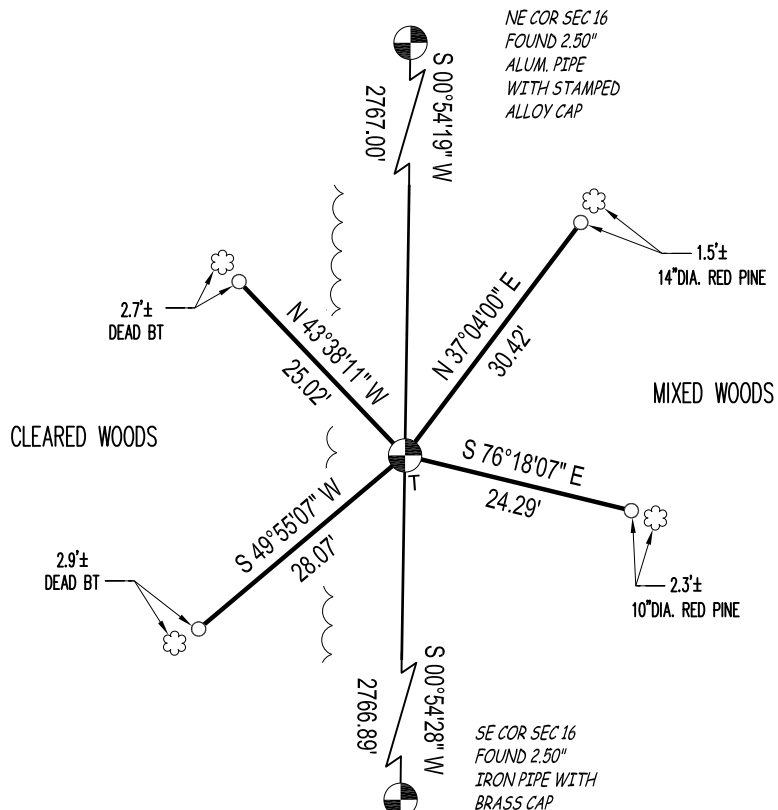 NE COR SEC 16
FOUND 2.50"
ALUM. PIPE
WITH STAMPED
ALLOY CAP
S 00°54'19" W
2767.00'
1.5'±
14"DIA. RED PINE
2.7'±
DEAD BT
N 43°38'11" W
25.02'
N 37°04'00" E
30.42'
MIXED WOODS
CLEARED WOODS
S 76°18'07" E
24.29'
T
S 49°55'07" W
28.07'
2.9'±
DEAD BT
2.3'±
10"DIA. RED PINE
S 00°54'28" W
2766.89'
SE COR SEC 16
FOUND 2.50"
IRON PIPE WITH
BRASS CAP